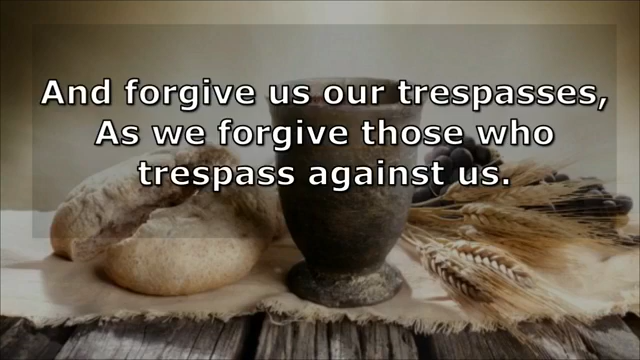 And forgive us our trespasses,
As we forgive those who
trespass against us.